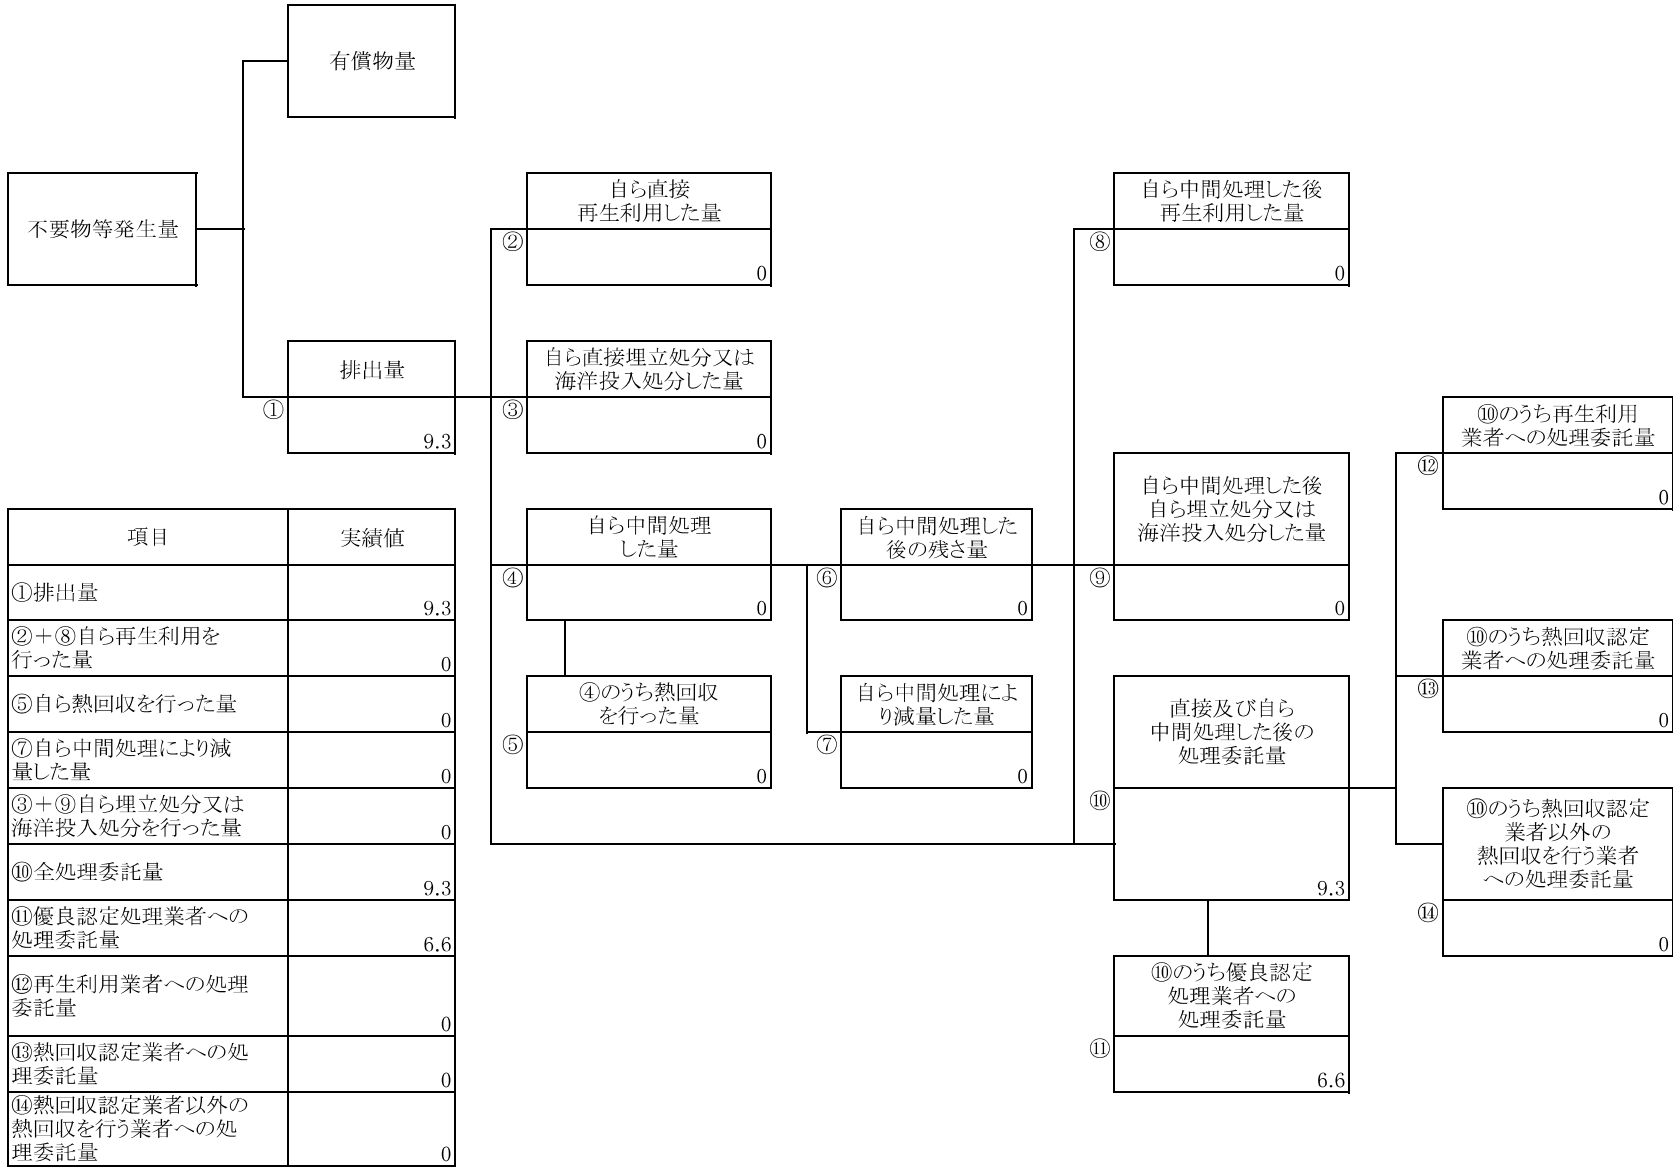 有償物量
不要物等発生量
排出量
①
9.3
自ら直接
再生利用した量
②
0
自ら直接埋立処分又は
海洋投入処分した量
③
0
自ら中間処理
した量
④
0
④のうち熱回収
を行った量
⑤
0
自ら中間処理した
後の残さ量
⑥
0
自ら中間処理によ
り減量した量
⑦
0
自ら中間処理した後
再生利用した量
⑧
0
自ら中間処理した後
自ら埋立処分又は
海洋投入処分した量
⑨
0
直接及び自ら
中間処理した後の
処理委託量
⑩
9.3
⑩のうち優良認定
処理業者への
処理委託量
⑪
6.6
⑩のうち再生利用
業者への処理委託量
⑫
0
⑩のうち熱回収認定
業者への処理委託量
⑬
0
⑩のうち熱回収認定
業者以外の
熱回収を行う業者
への処理委託量
⑭
0
項目 実績値
①排出量
9.3
②＋⑧自ら再生利用を
行った量
0
⑤自ら熱回収を行った量
0
⑦自ら中間処理により減
量した量
0
③＋⑨自ら埋立処分又は
海洋投入処分を行った量
0
⑩全処理委託量
9.3
⑪優良認定処理業者への
処理委託量
6.6
⑫再生利用業者への処理
委託量
0
⑬熱回収認定業者への処
理委託量
0
⑭熱回収認定業者以外の
熱回収を行う業者への処
理委託量
0